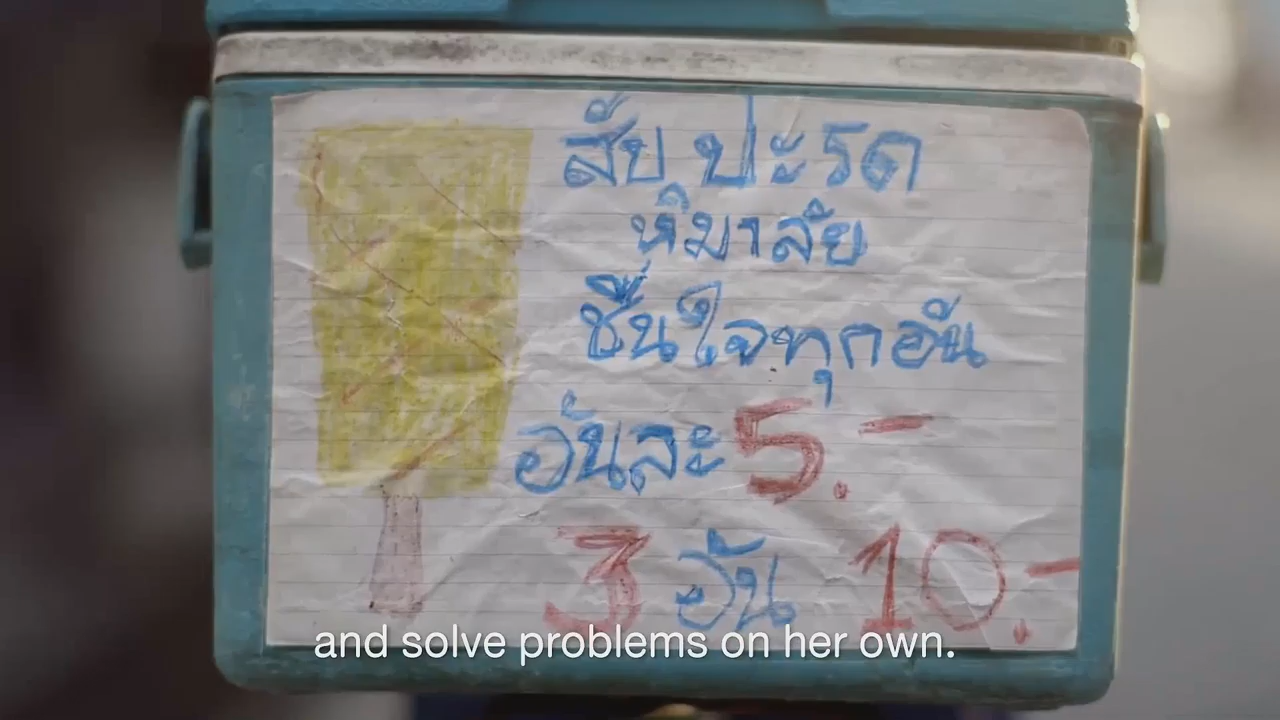 สับปะรด
หิมาลัย
ชื่นใจทุกอัน
อันละ 5.-
3 อัน 10.-
and solve problems on her own.